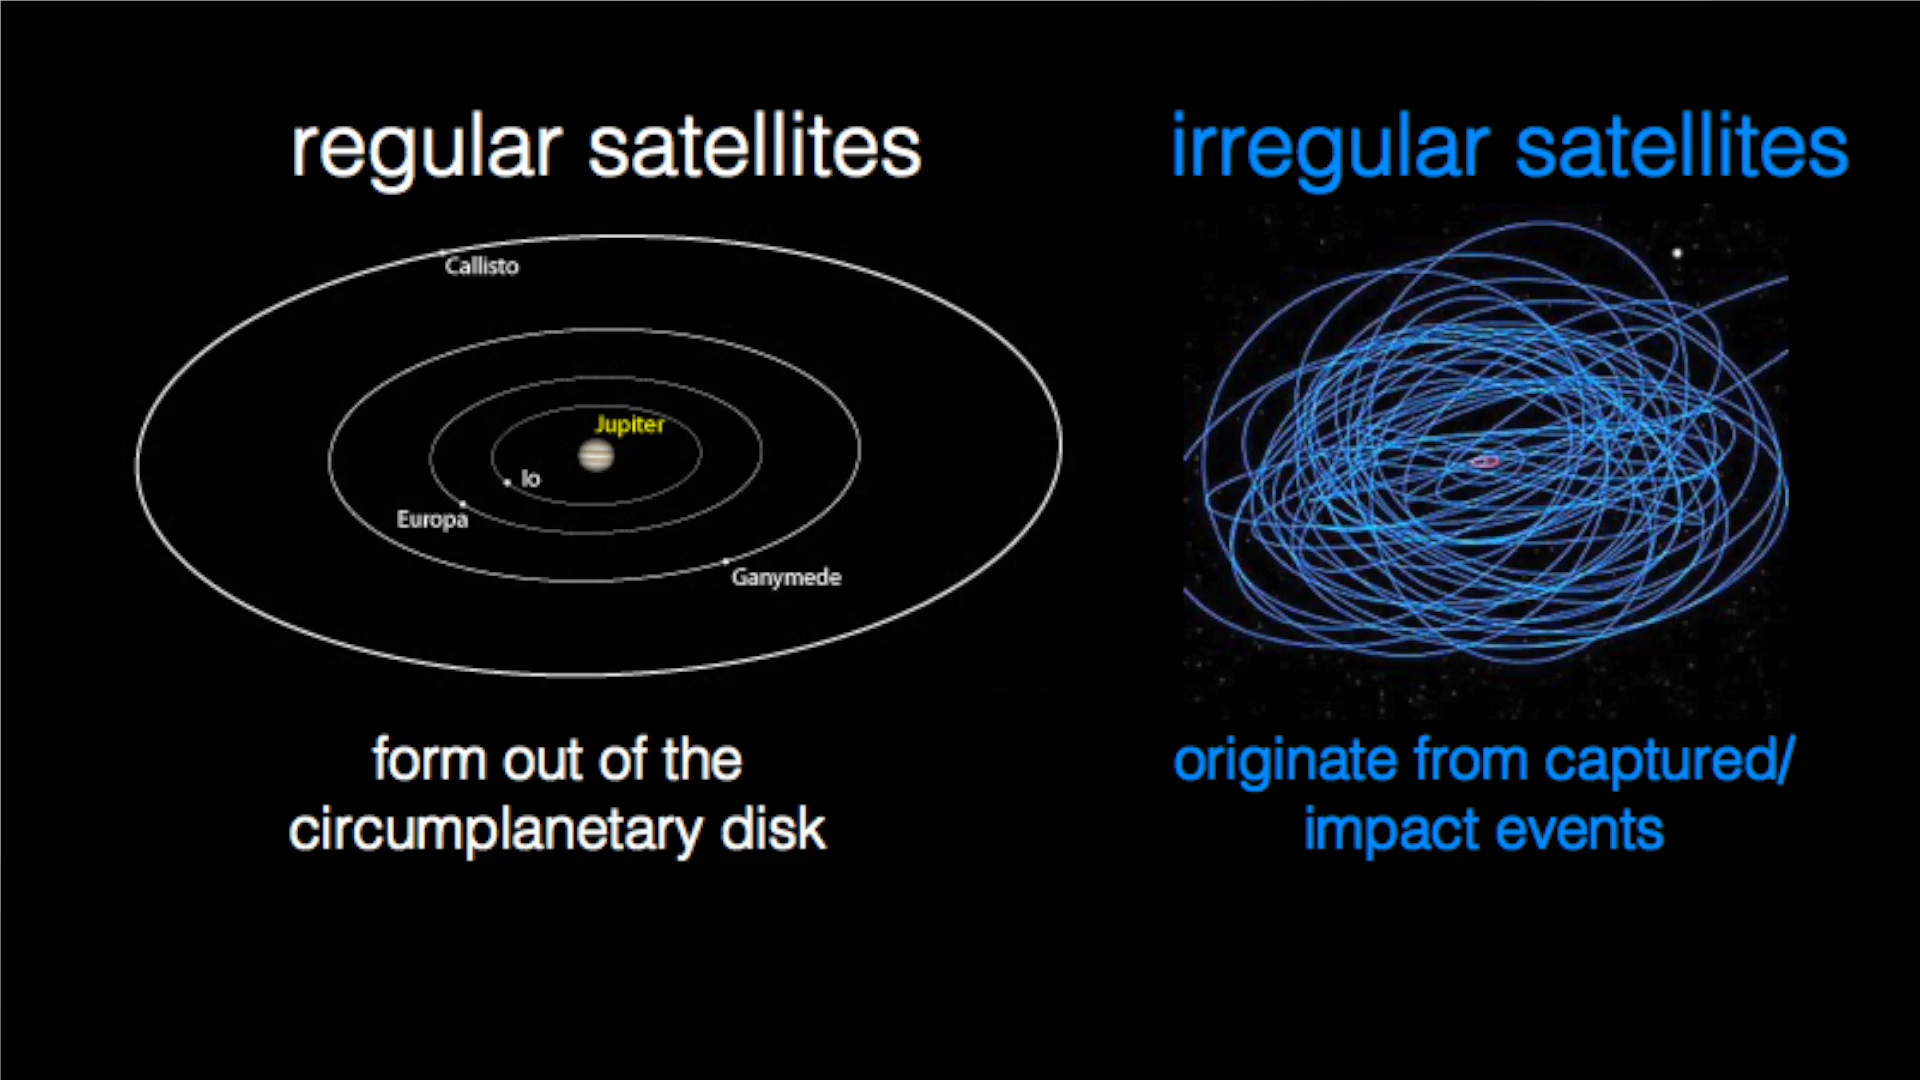 regular satellites
Callisto
Jupiter
Io
Europa
Ganymede
form out of the
circumplanetary disk
irregular satellites
originate from captured/
impact events